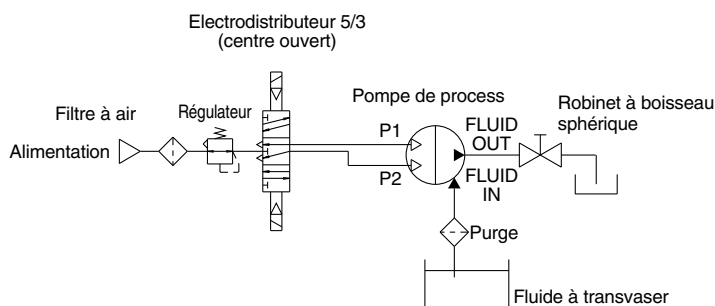 Electrodistributeur 5/3
(centre ouvert)
Filtre à air
Régulateur
Pompe de process
Robinet à boisseau
sphérique
Alimentation
P1
P2
FLUID
OUT
FLUID
IN
Purge
Fluide à transvaser